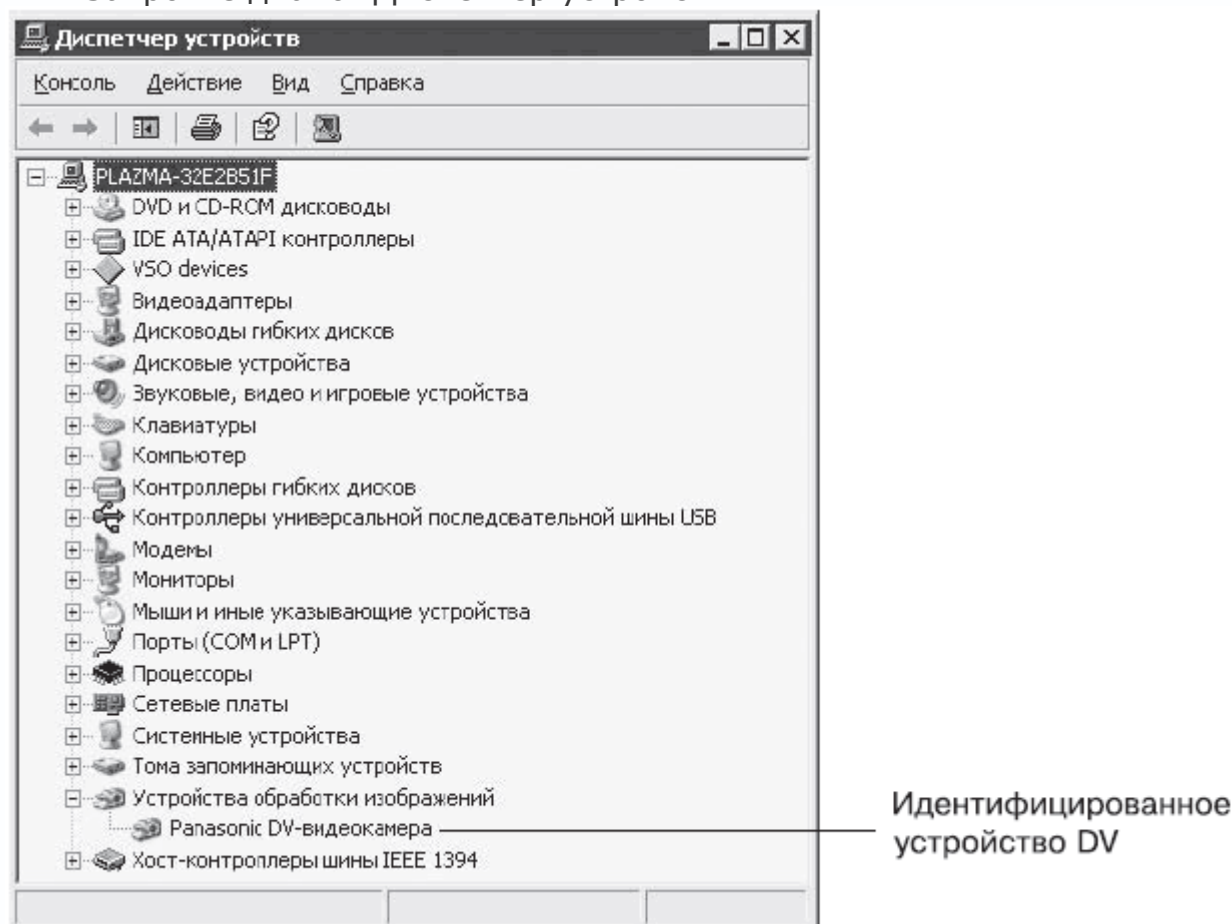 Диспетчер устройств
Консоль Действие Вид Справка
PLAZMA-32E2B51F
DVD и CD-ROM дисководы
IDE ATA/ATAPI контроллеры
VSO devices
Видеоадаптеры
Дисководы гибких дисков
Дисковые устройства
Звуковые, видео и игровые устройства
Клавиатуры
Компьютер
Контроллеры гибких дисков
Контроллеры универсальной последовательной шины USB
Модемы
Мониторы
Мыши и иные указывающие устройства
Порты (COM и LPT)
Процессоры
Сетевые платы
Системные устройства
Тома запоминающих устройств
Устройства обработки изображений
Panasonic DV-видеокамера
Хост-контроллеры шины IEEE 1394
Идентифицированное
устройство DV